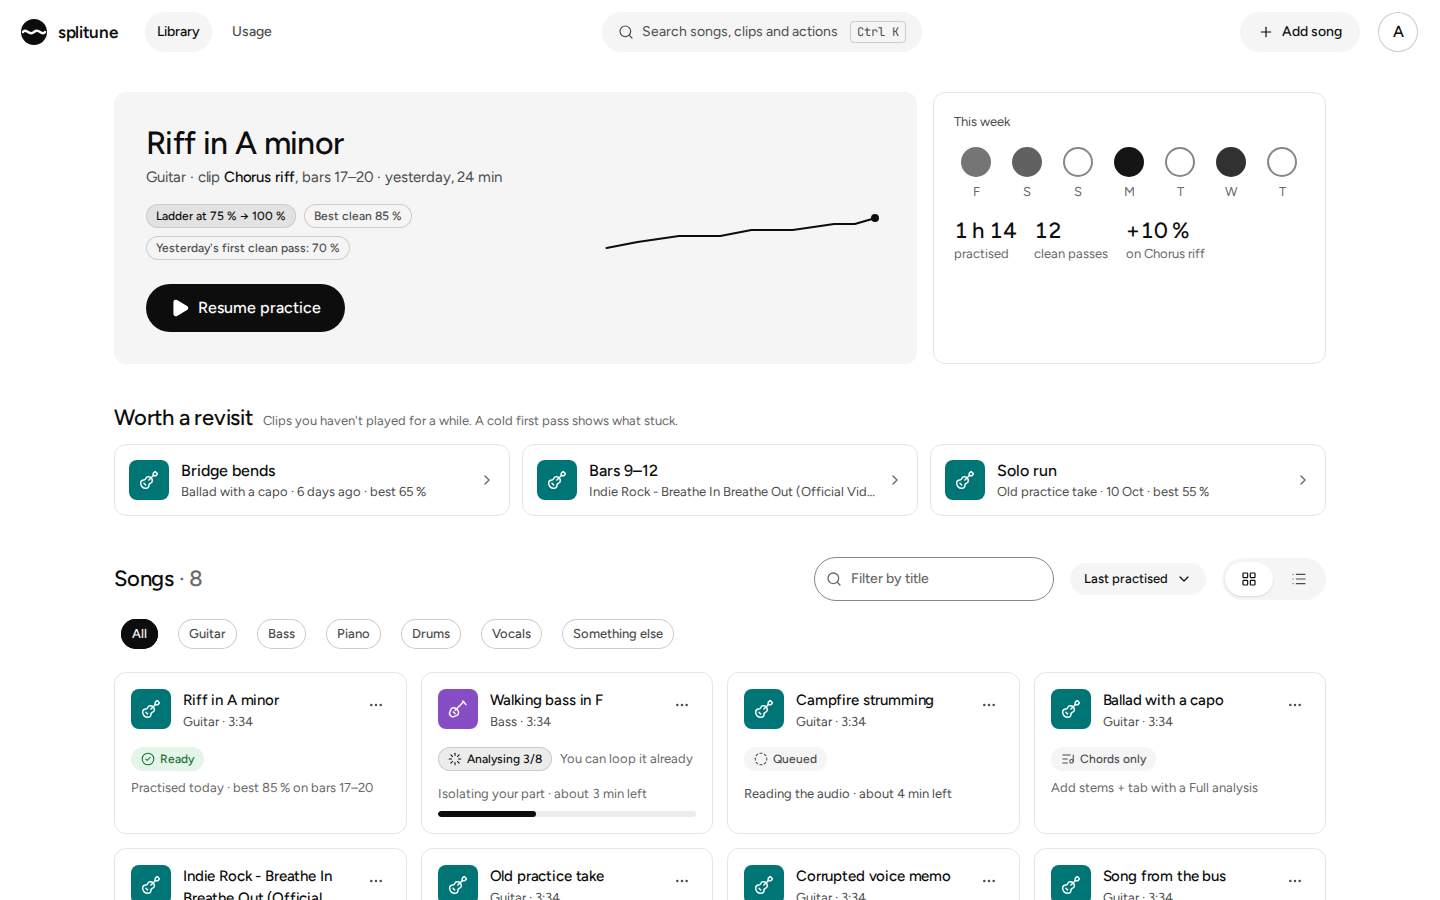 splitune
Library
Usage
Search songs, clips and actions
Ctrl K
Add song
A
Riff in A minor
Guitar · clip Chorus riff, bars 17–20 · yesterday, 24 min
Ladder at 75 % → 100 %
Best clean 85 %
Yesterday's first clean pass: 70 %
Resume practice
This week
F S S M T W T
1 h 14
practised
12
clean passes
+10 %
on Chorus riff
Worth a revisit
Clips you haven't played for a while. A cold first pass shows what stuck.
Bridge bends
Ballad with a capo · 6 days ago · best 65 %
Bars 9–12
Indie Rock - Breathe In Breathe Out (Official Vid...
Solo run
Old practice take · 10 Oct · best 55 %
Songs · 8
Filter by title
Last practised
All
Guitar
Bass
Piano
Drums
Vocals
Something else
Riff in A minor
Guitar · 3:34
Ready
Practised today · best 85 % on bars 17–20
Walking bass in F
Bass · 3:34
Analysing 3/8
You can loop it already
Isolating your part · about 3 min left
Campfire strumming
Guitar · 3:34
Queued
Reading the audio · about 4 min left
Ballad with a capo
Guitar · 3:34
Chords only
Add stems + tab with a Full analysis
Indie Rock - Breathe In
Breathe Out (Official
Old practice take
Guitar · 3:34
Corrupted voice memo
Guitar · 3:34
Song from the bus
Guitar · 3:34